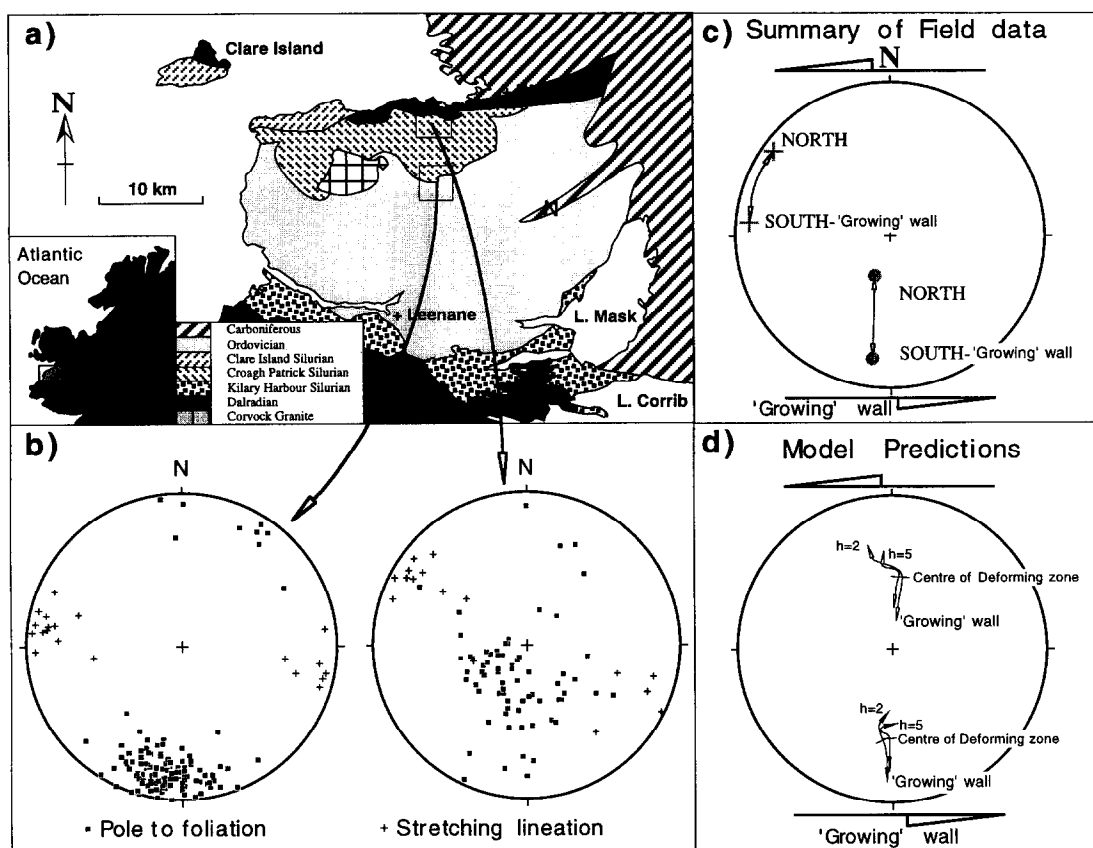 a)
Clare Island
N
10 km
N
Atlantic
Ocean
+ Leenane
L. Mask
L. Corrib
Carboniferous
Ordovician
Clare Island Silurian
Croagh Patrick Silurian
Kilary Harbour Silurian
Dalradian
Corvock Granite
b)
N
N
Pole to foliation
+ Stretching lineation
c) Summary of Field data
N
NORTH
SOUTH-'Growing' wall
NORTH
SOUTH-'Growing' wall
'Growing' wall
d) Model Predictions
h=2
h=5
Centre of Deforming zone
'Growing' wall
h=2
h=5
Centre of Deforming zone
'Growing' wall
'Growing' wall